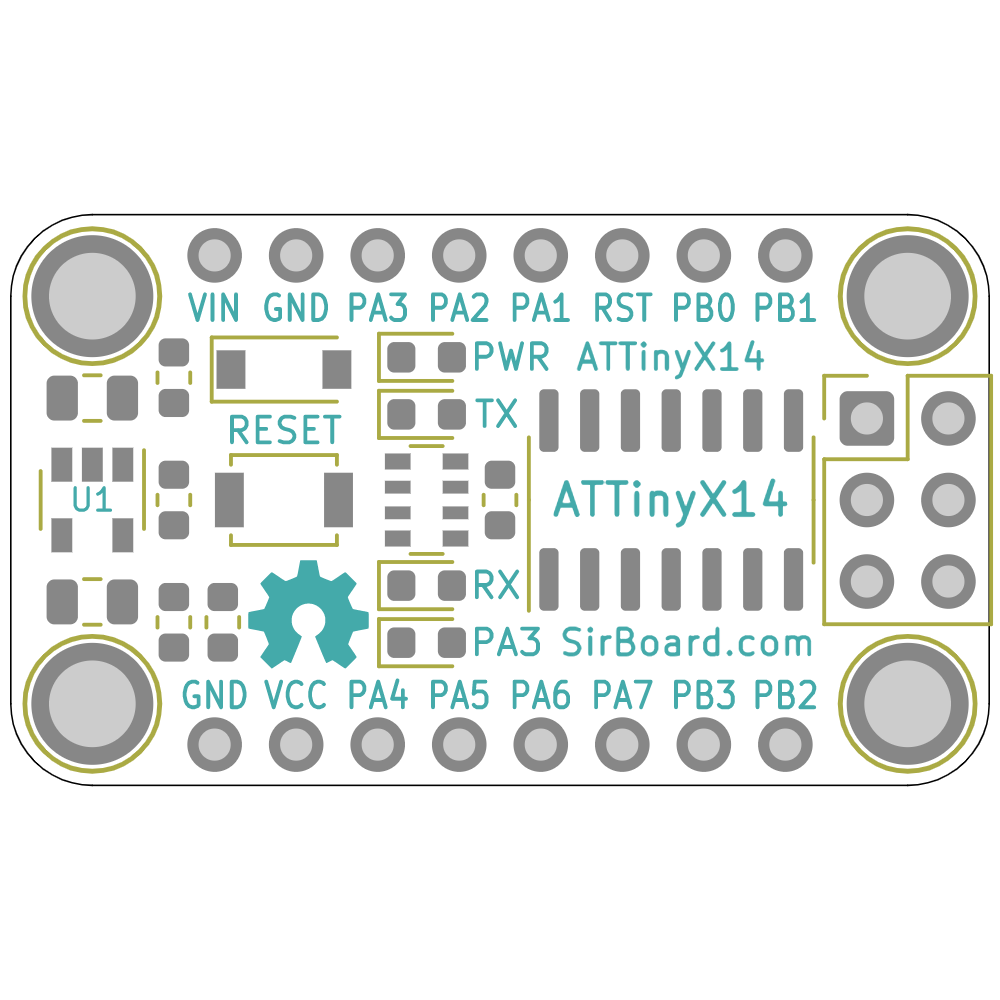 VIN GND PA3 PA2 PA1 RST PB0 PB1
PWR ATTinyX14
TX
RESET
U1
ATTinyX14
RX
PA3 SirBoard.com
GND VCC PA4 PA5 PA6 PA7 PB3 PB2